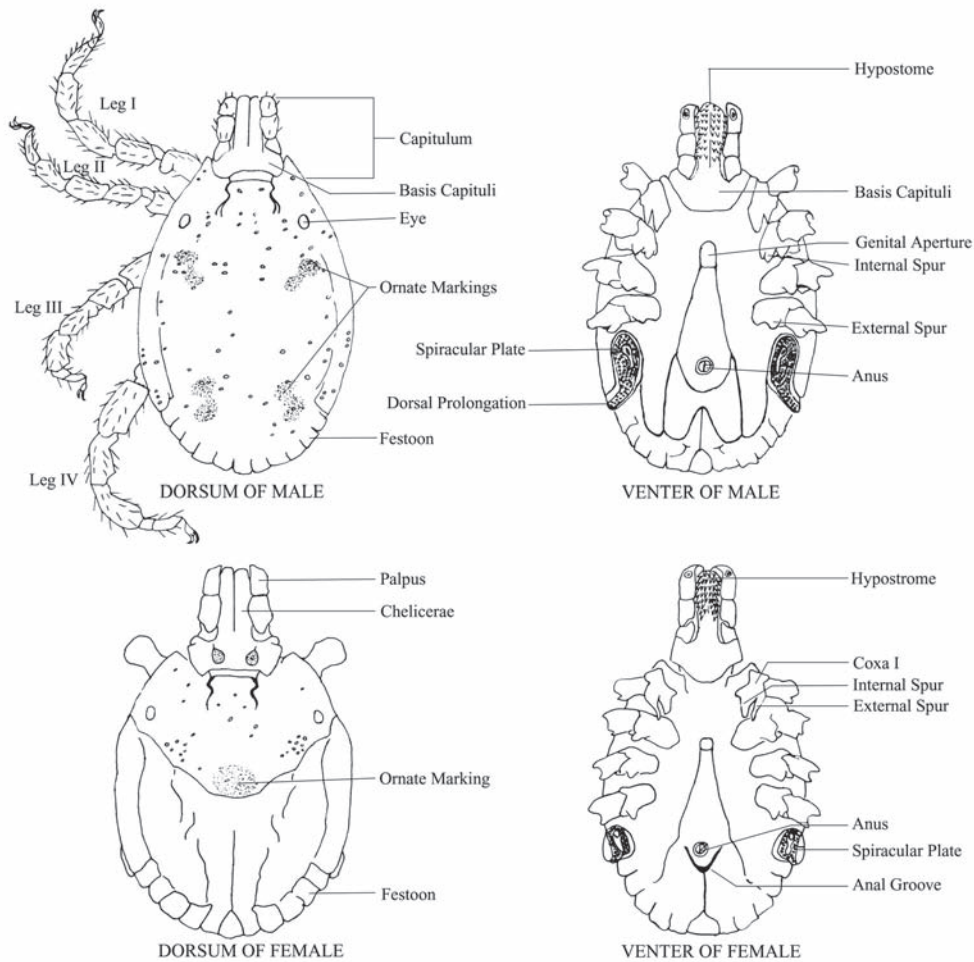 Leg I
Leg II
Leg III
Leg IV
Capitulum
Basis Capituli
Eye
Ornate Markings
Festoon
DORSUM OF MALE
Hypostome
Basis Capituli
Genital Aperture
Internal Spur
External Spur
Spiracular Plate
Anus
Dorsal Prolongation
VENTER OF MALE
Palpus
Chelicerae
Ornate Marking
Festoon
DORSUM OF FEMALE
Hypostrome
Coxa I
Internal Spur
External Spur
Anus
Spiracular Plate
Anal Groove
VENTER OF FEMALE